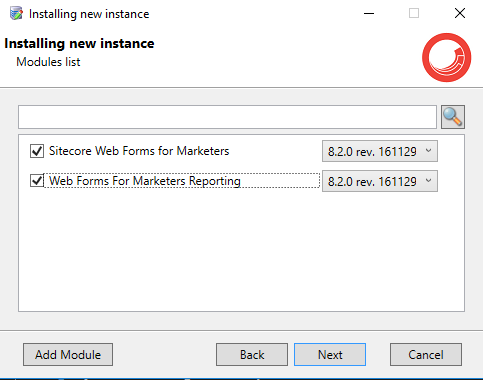 Installing new instance
Installing new instance
Modules list
Sitecore Web Forms for Marketers 8.2.0 rev. 161129
Web Forms For Marketers Reporting 8.2.0 rev. 161129
Add Module Back Next Cancel